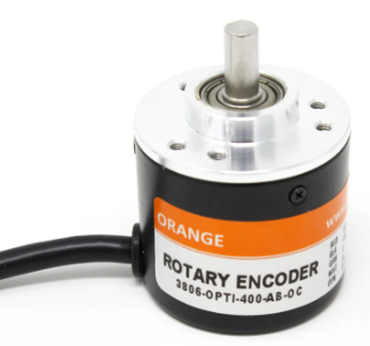 ORANGE
ROTARY ENCODER
3806-OPTI-400-AB-OC